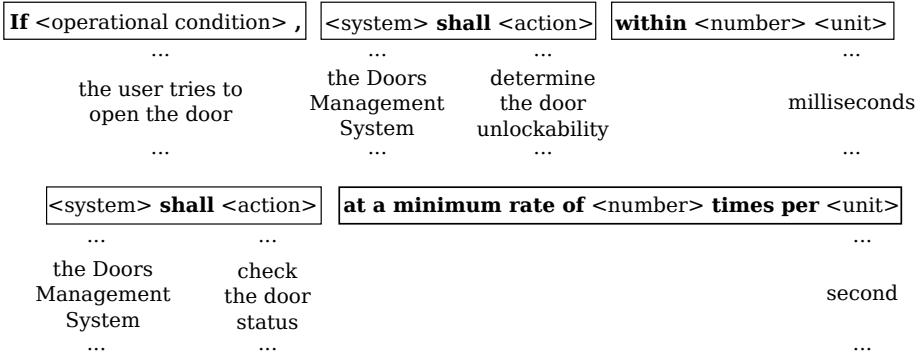 If <operational condition> , <system> shall <action> within <number> <unit>
... ... ... ...
the user tries to open the door
the Doors Management System
determine the door unlockability
milliseconds
... ... ... ...
<system> shall <action> at a minimum rate of <number> times per <unit>
... ... ...
the Doors Management System
check the door status
second
... ... ...